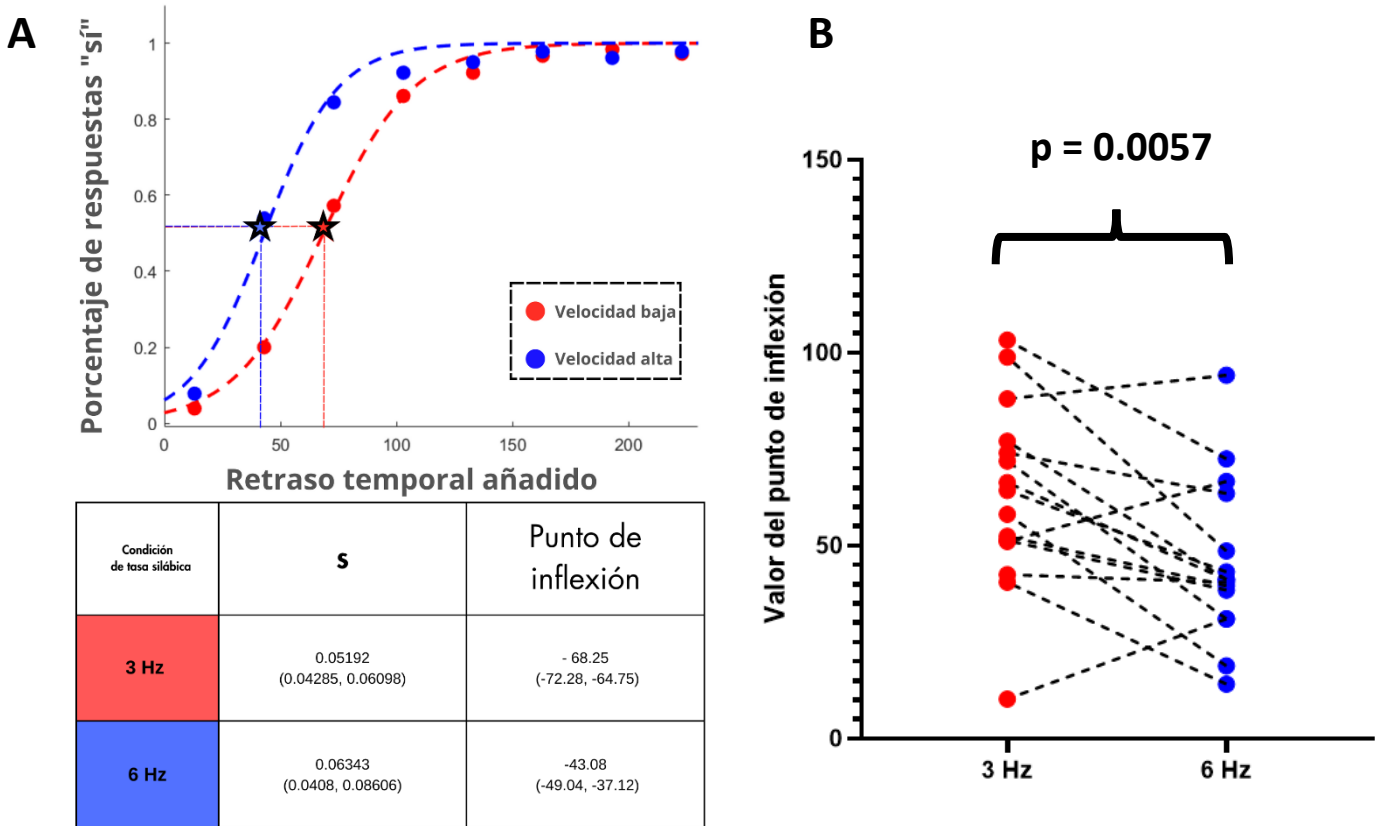 A
Porcentaje de respuestas "sí"
1
0.8
0.6
0.4
0.2
0
0
50
100
150
200
Velocidad baja
Velocidad alta
Retraso temporal añadido
Condición
de tasa silábica
S
Punto de
inflexión
3 Hz
0.05192
(0.04285, 0.06098)
- 68.25
(-72.28, -64.75)
6 Hz
0.06343
(0.0408, 0.08606)
-43.08
(-49.04, -37.12)
B
p = 0.0057
Valor del punto de inflexión
150
100
50
0
3 Hz
6 Hz